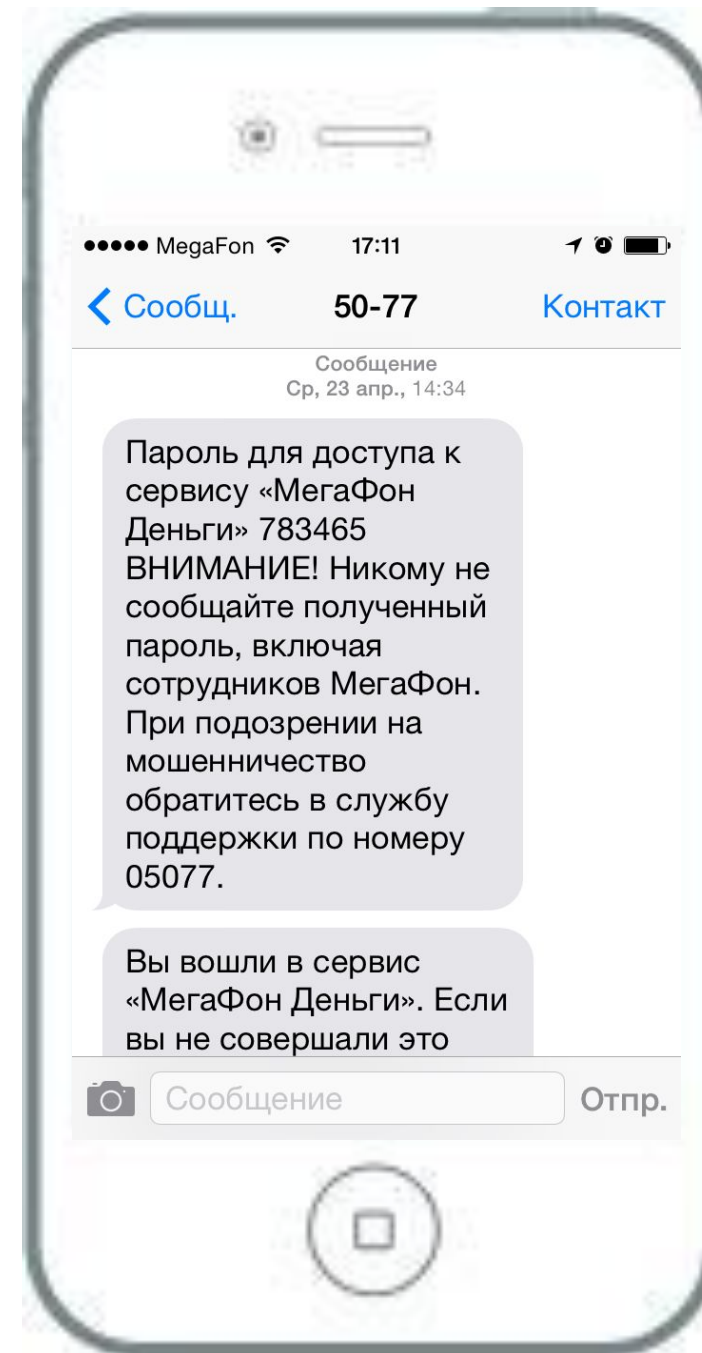 MegaFon 17:11
Сообщ. 50-77 Контакт
Сообщение
Ср, 23 апр., 14:34
Пароль для доступа к
сервису «МегаФон
Деньги» 783465
ВНИМАНИЕ! Никому не
сообщайте полученный
пароль, включая
сотрудников МегаФон.
При подозрении на
мошенничество
обратитесь в службу
поддержки по номеру
05077.
Вы вошли в сервис
«МегаФон Деньги». Если
вы не совершали это
Сообщение Отпр.